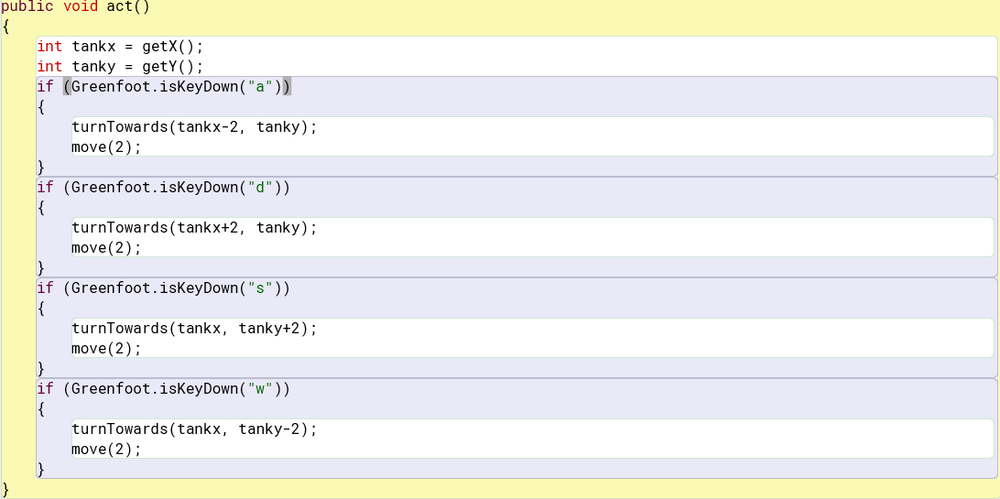 public void act()
{
int tankx = getX();
int tanky = getY();
if (Greenfoot.isKeyDown("a"))
{
turnTowards(tankx-2, tanky);
move(2);
}
if (Greenfoot.isKeyDown("d"))
{
turnTowards(tankx+2, tanky);
move(2);
}
if (Greenfoot.isKeyDown("s"))
{
turnTowards(tankx, tanky+2);
move(2);
}
if (Greenfoot.isKeyDown("w"))
{
turnTowards(tankx, tanky-2);
move(2);
}
}